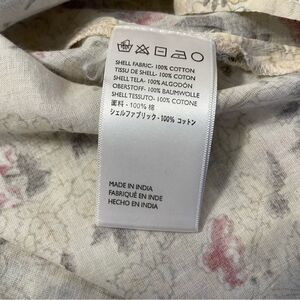 SHELL FABRIC- 100% COTTON
TISSU DE SHELL- 100% COTON
SHELL TELA- 100% ALGODÓN
OBERSTOFF- 100% BAUMWOLLE
SHELL TESSUTO- 100% COTONE
面料 - 100% 棉
シェルファブリック - 100% コットン
MADE IN INDIA
FABRIQUÉ EN INDE
HECHO EN INDIA